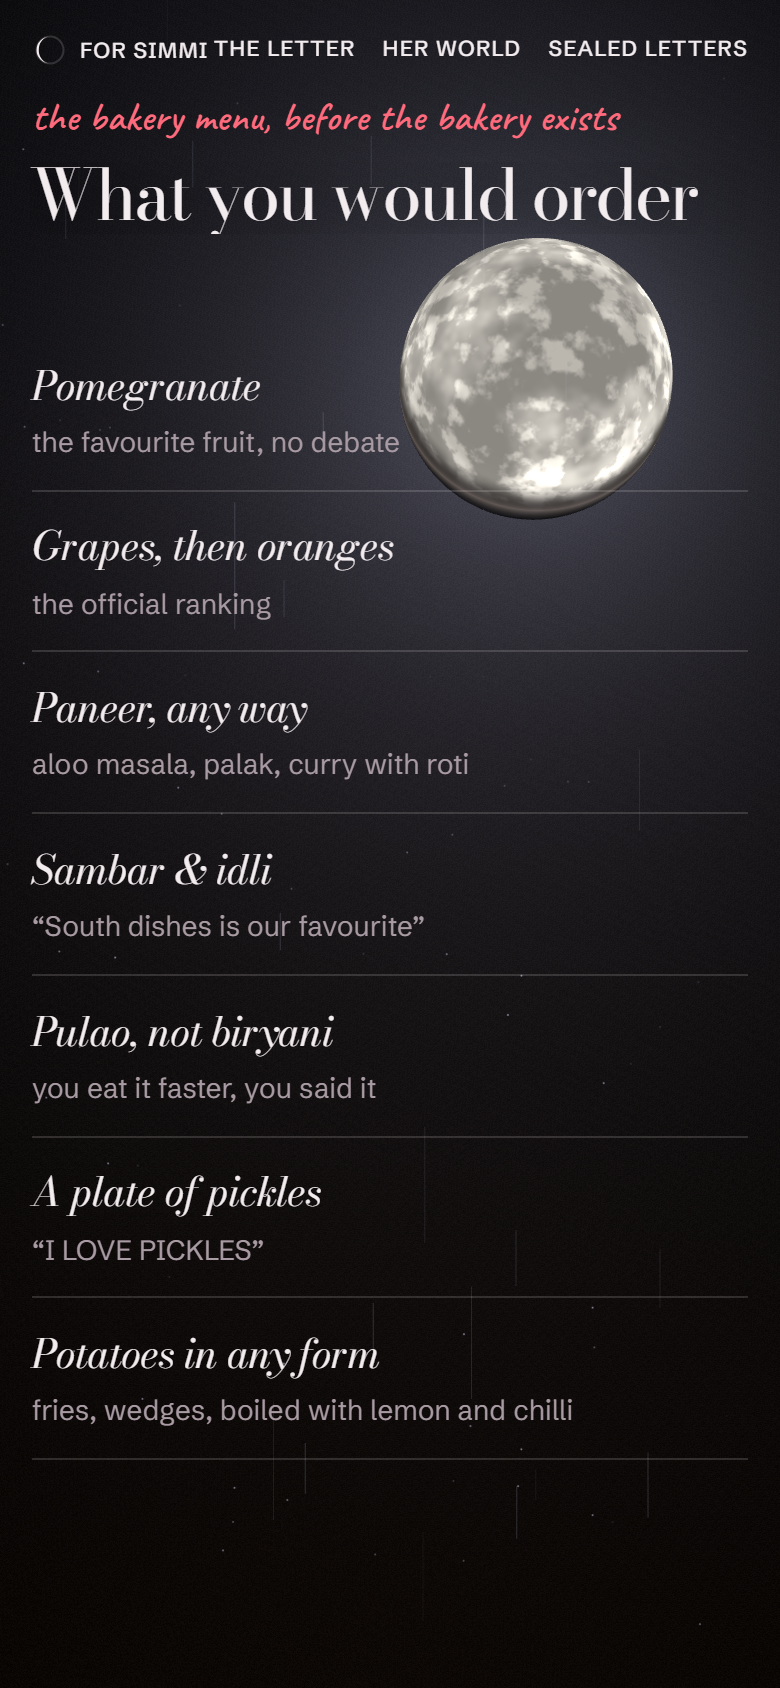 FOR SIMMI THE LETTER HER WORLD SEALED LETTERS
the bakery menu, before the bakery exists
What you would order
Pomegranate
the favourite fruit, no debate
Grapes, then oranges
the official ranking
Paneer, any way
aloo masala, palak, curry with roti
Sambar & idli
“South dishes is our favourite”
Pulao, not biryani
you eat it faster, you said it
A plate of pickles
“I LOVE PICKLES”
Potatoes in any form
fries, wedges, boiled with lemon and chilli